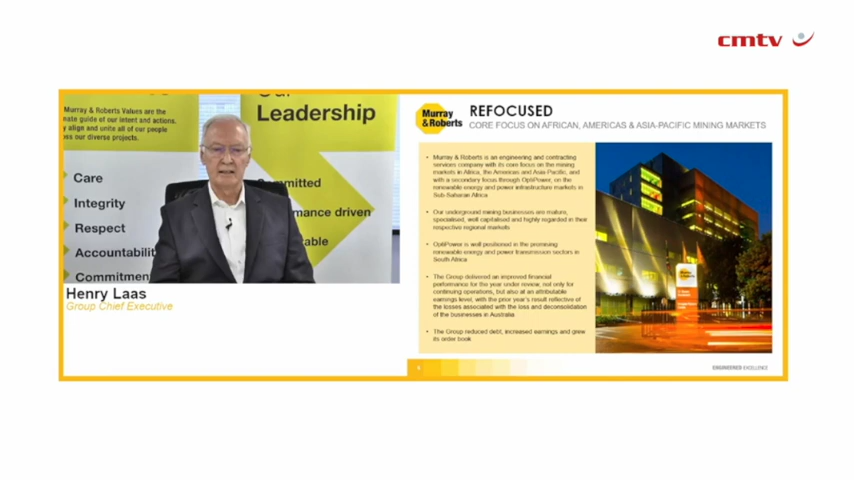 cmtv
Murray & Roberts Values are the
mate guide of our intent and actions,
y align and unite all of our people
oss our diverse projects.
Care
Integrity
Respect
Accountabilit
Commitmen
Our
Leadership
mmitted
mance driven
table
Henry Laas
Group Chief Executive
Murray
& Roberts
REFOCUSED
CORE FOCUS ON AFRICAN, AMERICAS & ASIA-PACIFIC MINING MARKETS
• Murray & Roberts is an engineering and contracting
services company with its core focus on the mining
markets in Africa, the Americas and Asia-Pacific, and
with a secondary focus through OptiPower, on the
renewable energy and power infrastructure markets in
Sub-Saharan Africa
• Our underground mining businesses are mature,
specialised, well capitalised and highly regarded in their
respective regional markets
• OptiPower is well positioned in the promising
renewable energy and power transmission sectors in
South Africa
• The Group delivered an improved financial
performance for the year under review, not only for
continuing operations, but also at an attributable
earnings level, with the prior year's result reflective of
the losses associated with the loss and deconsolidation
of the businesses in Australia
• The Group reduced debt, increased earnings and grew
its order book
5
ENGINEERED EXCELLENCE